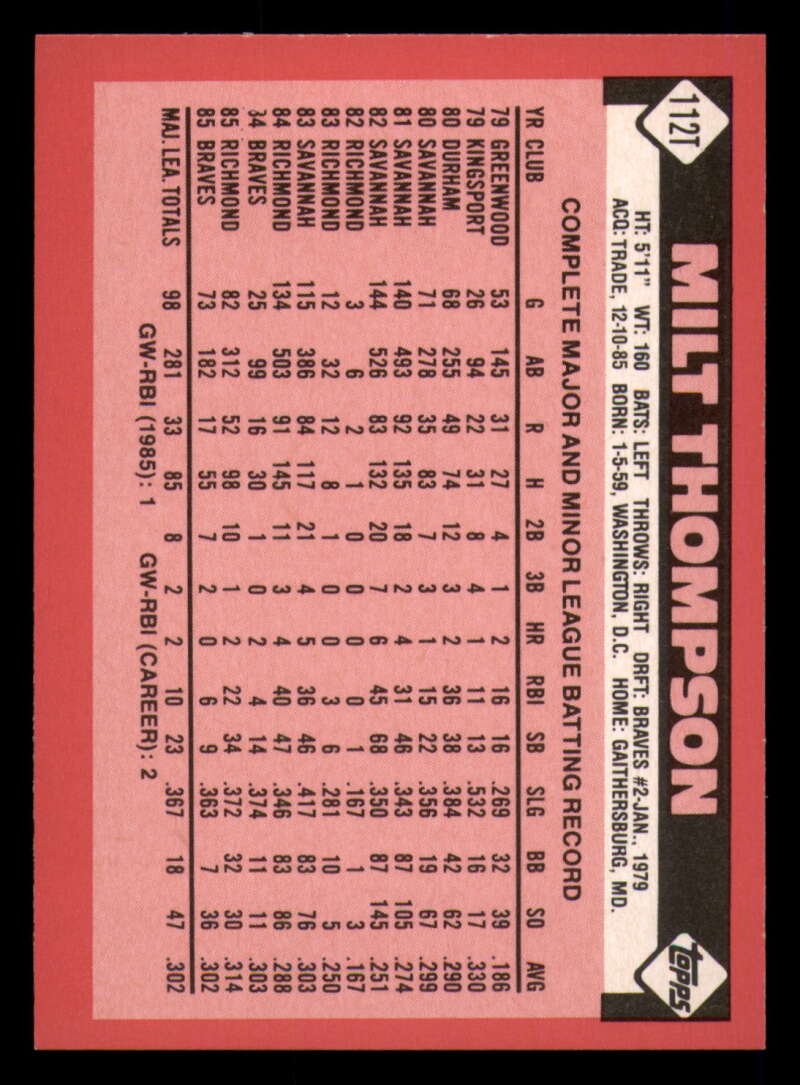 112T
MILT THOMPSON
topps
HT: 5'11" WT: 160 BATS: LEFT THROWS: RIGHT DRFT: BRAVES #2-JAN., 1979
ACQ: TRADE, 12-10-85 BORN: 1-5-59, WASHINGTON, D.C. HOME: GAITHERSBURG, MD.
COMPLETE MAJOR AND MINOR LEAGUE BATTING RECORD
YR CLUB G AB R H 2B 3B HR RBI SB SLG BB SO AVG
79 GREENWOOD 53 145 31 27 4 1 2 16 16 .269 32 39 .186
79 KINGSPORT 26 94 22 31 8 4 1 11 13 .532 16 17 .330
80 DURHAM 68 255 49 74 12 3 2 36 38 .384 42 62 .290
80 SAVANNAH 71 278 35 83 7 3 1 15 22 .356 19 67 .299
81 SAVANNAH 140 493 92 135 18 2 4 31 46 .343 87 105 .274
82 SAVANNAH 144 526 83 132 20 7 6 45 68 .350 87 145 .251
82 RICHMOND 3 6 2 1 0 0 0 0 1 .167 1 3 .167
83 RICHMOND 12 32 12 8 1 0 0 3 6 .281 10 5 .250
83 SAVANNAH 115 386 84 117 21 4 5 36 46 .417 83 76 .303
84 RICHMOND 134 503 91 145 11 3 4 40 47 .346 83 86 .288
84 BRAVES 25 99 16 30 1 0 2 4 14 .374 11 11 .303
85 RICHMOND 82 312 52 98 10 1 2 22 34 .372 32 30 .314
85 BRAVES 73 182 17 55 7 2 0 6 9 .363 7 36 .302
MAJ. LEA. TOTALS 98 281 33 85 8 2 2 10 23 .367 18 47 .302
GW-RBI (1985): 1 GW-RBI (CAREER): 2